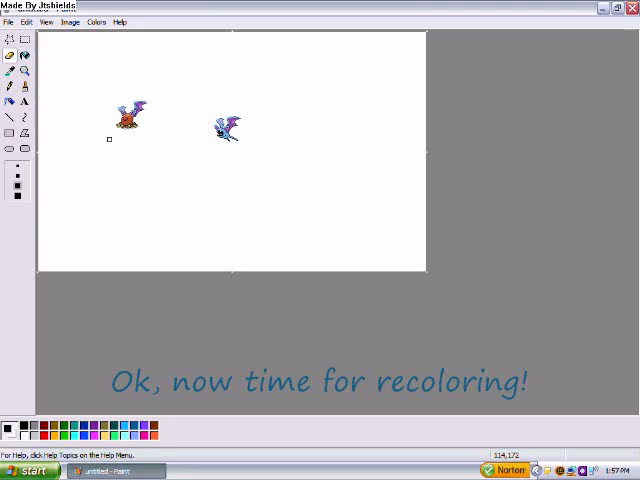 Made By Jtshields
File Edit View Image Colors Help
A
Ok, now time for recoloring!
For Help, click Help Topics on the Help Menu.
114,172
start
untitled - Paint
Norton
1:57 PM